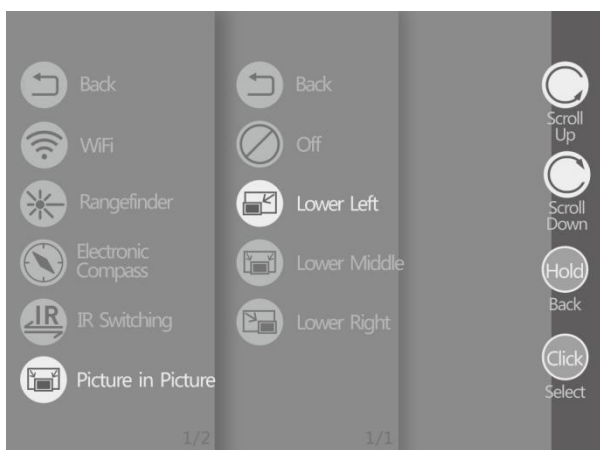 Back
WiFi
Rangefinder
Electronic
Compass
IR
IR Switching
Picture in Picture
1/2
Back
Off
Lower Left
Lower Middle
Lower Right
1/1
Scroll
Up
Scroll
Down
Hold
Back
Click
Select